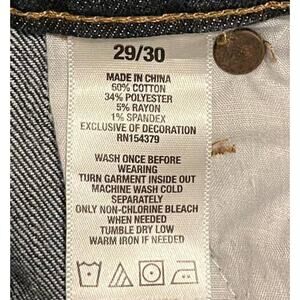 29/30
MADE IN CHINA
60% COTTON
34% POLYESTER
5% RAYON
1% SPANDEX
EXCLUSIVE OF DECORATION
RN154379
WASH ONCE BEFORE
WEARING
TURN GARMENT INSIDE OUT
MACHINE WASH COLD
SEPARATELY
ONLY NON-CHLORINE BLEACH
WHEN NEEDED
TUMBLE DRY LOW
WARM IRON IF NEEDED